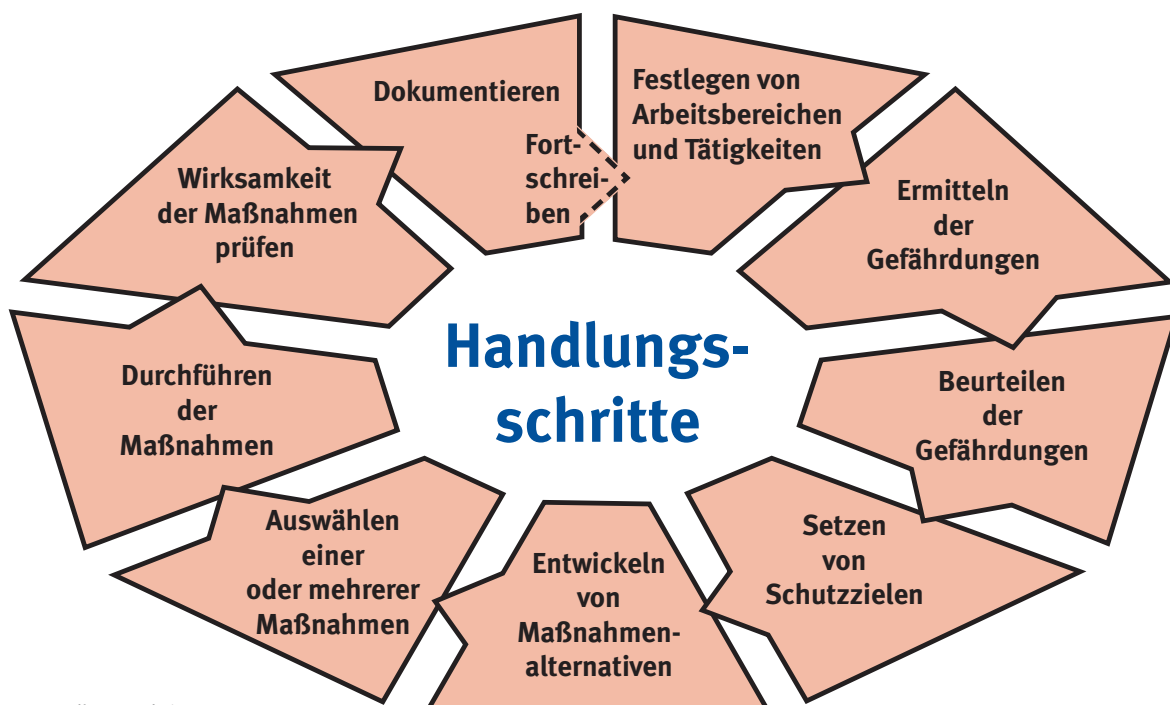 Handlungs-
schritte
Festlegen von
Arbeitsbereichen
und Tätigkeiten
Ermitteln
der
Gefährdungen
Beurteilen
der
Gefährdungen
Setzen
von
Schutzzielen
Entwickeln
von
Maßnahmen-
alternativen
Auswählen
einer
oder mehrerer
Maßnahmen
Durchführen
der
Maßnahmen
Wirksamkeit
der Maßnahmen
prüfen
Dokumentieren
Fort-
schrei-
ben